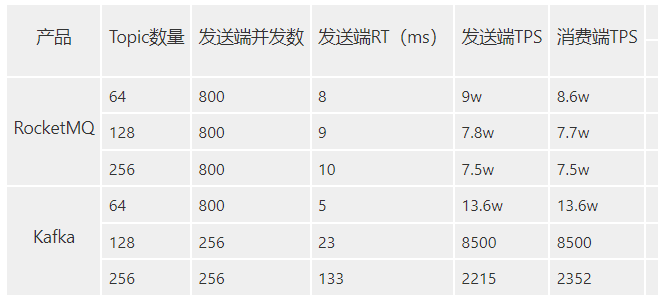 产品 Topic数量 发送端并发数 发送端RT（ms） 发送端TPS 消费端TPS
RocketMQ 64 800 8 9w 8.6w
128 800 9 7.8w 7.7w
256 800 10 7.5w 7.5w
Kafka 64 800 5 13.6w 13.6w
128 256 23 8500 8500
256 256 133 2215 2352